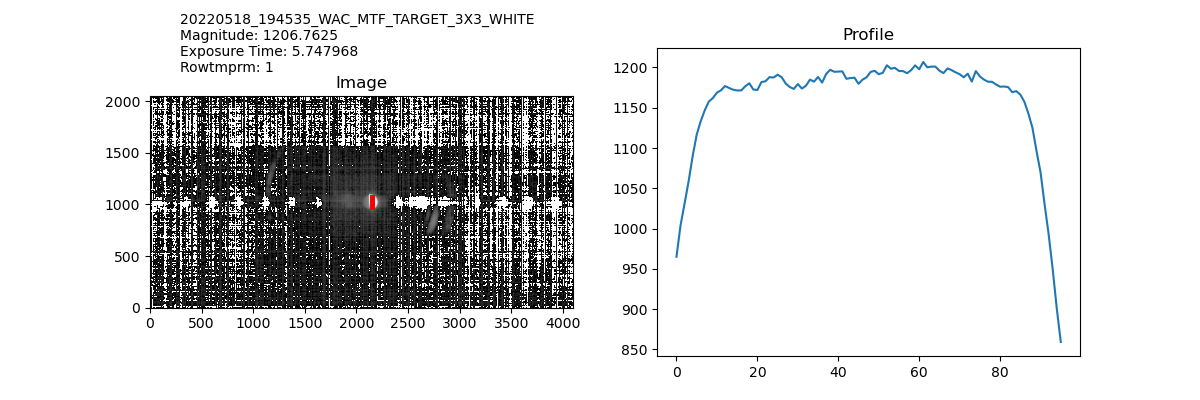 20220518_194535_WAC_MTF_TARGET_3X3_WHITE
Magnitude: 1206.7625
Exposure Time: 5.747968
Rowtmprm: 1
Image
2000
1500
1000
500
0
0 500 1000 1500 2000 2500 3000 3500 4000
Profile
1200
1150
1100
1050
1000
950
900
850
0 20 40 60 80